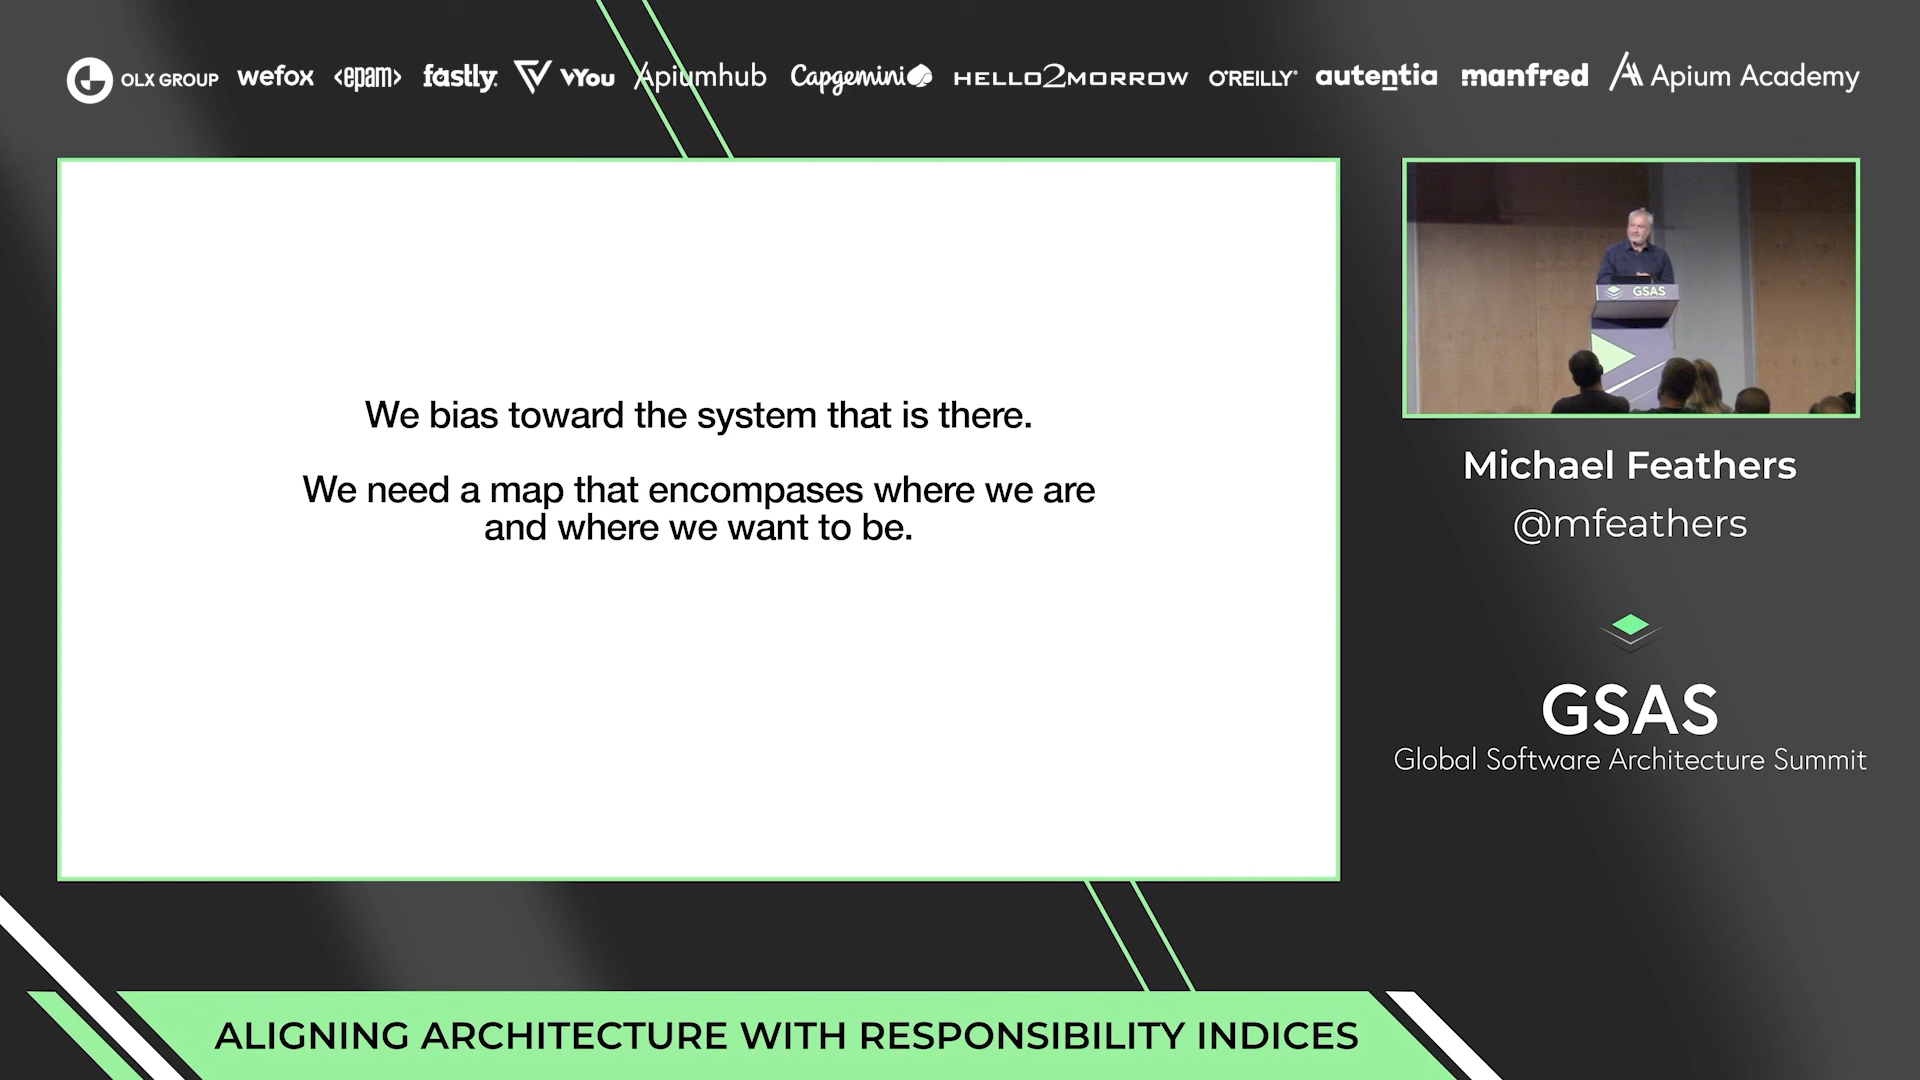 OLX GROUP wefox <epam> fastly. VYou Apiumhub Capgemini HELLO2MORROW O'REILLY® autentia manfred Apium Academy
We bias toward the system that is there.
We need a map that encompases where we are
and where we want to be.
GSAS
Michael Feathers
@mfeathers
GSAS
Global Software Architecture Summit
ALIGNING ARCHITECTURE WITH RESPONSIBILITY INDICES